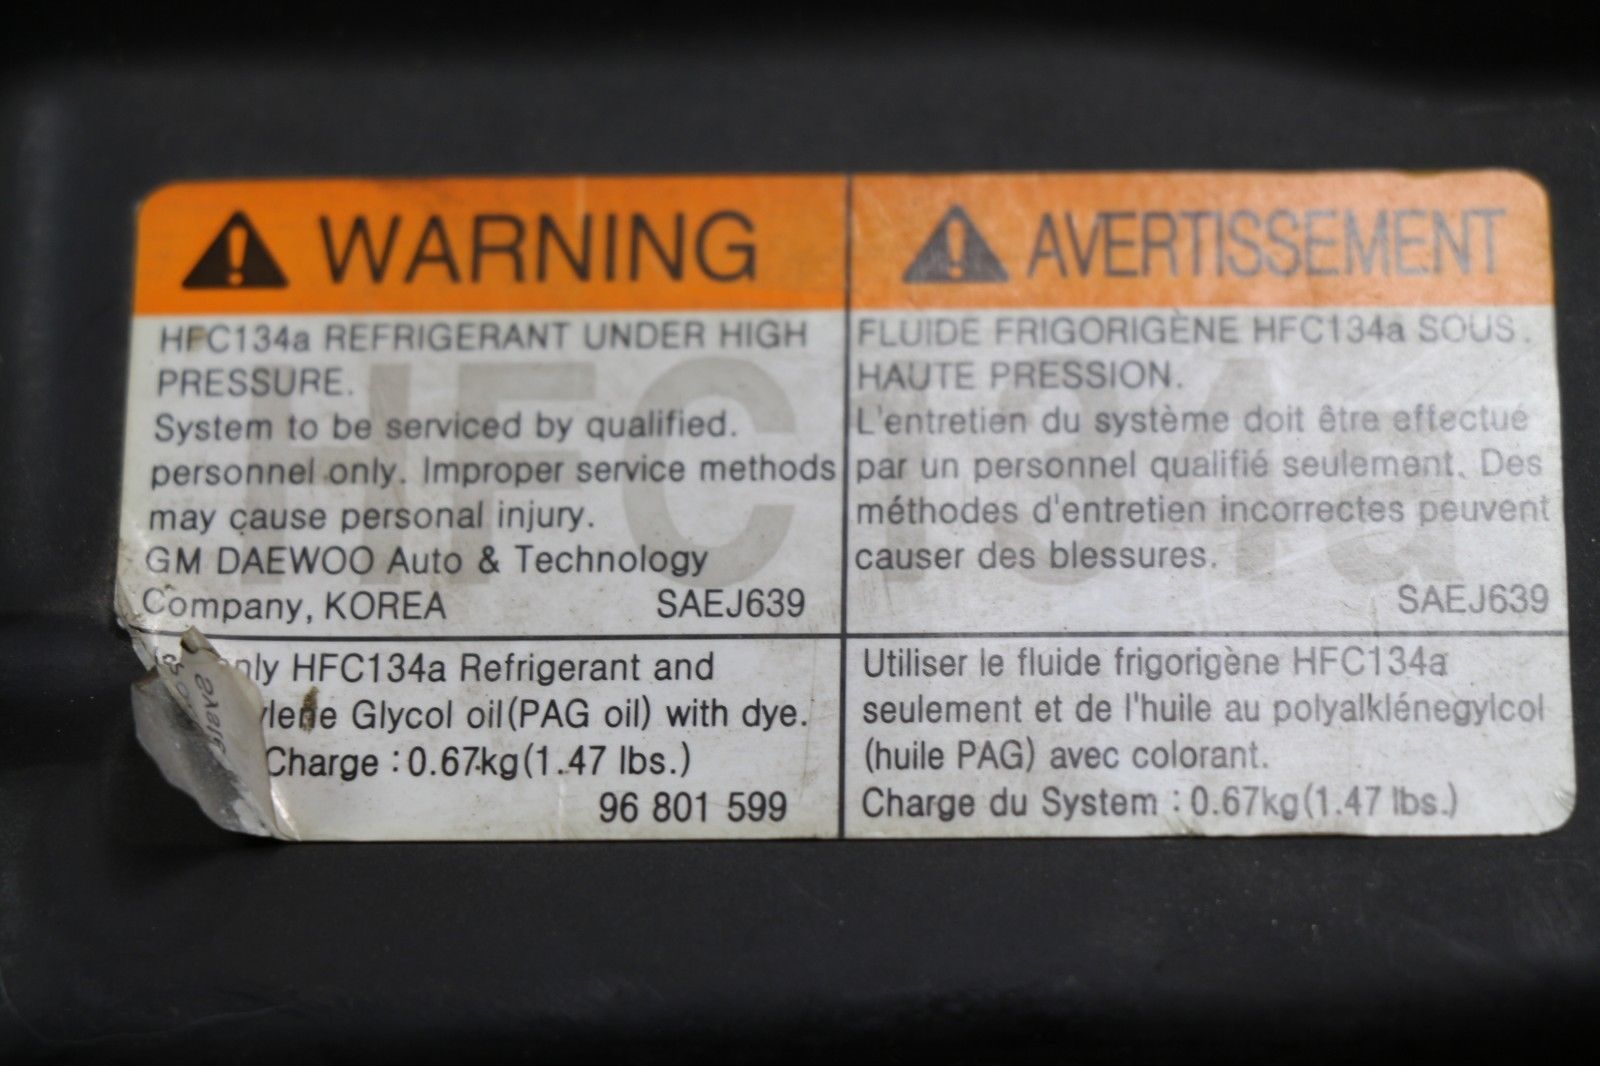 WARNING
HFC134a REFRIGERANT UNDER HIGH
PRESSURE.
System to be serviced by qualified.
personnel only. Improper service methods
may cause personal injury.
GM DAEWOO Auto & Technology
Company, KOREA SAEJ639
HFC134a Refrigerant and
Glycol oil(PAG oil) with dye.
Charge : 0.67kg(1.47 lbs.)
96 801 599
AVERTISSEMENT
FLUIDE FRIGORIGÈNE HFC134a SOUS.
HAUTE PRESSION.
L'entretien du système doit être effectué
par un personnel qualifié seulement. Des
méthodes d'entretien incorrectes peuvent
causer des blessures.
SAEJ639
Utiliser le fluide frigorigène HFC134a
seulement et de l'huile au polyalklénegylcol
(huile PAG) avec colorant.
Charge du System : 0.67kg(1.47 lbs.)
HFC134a